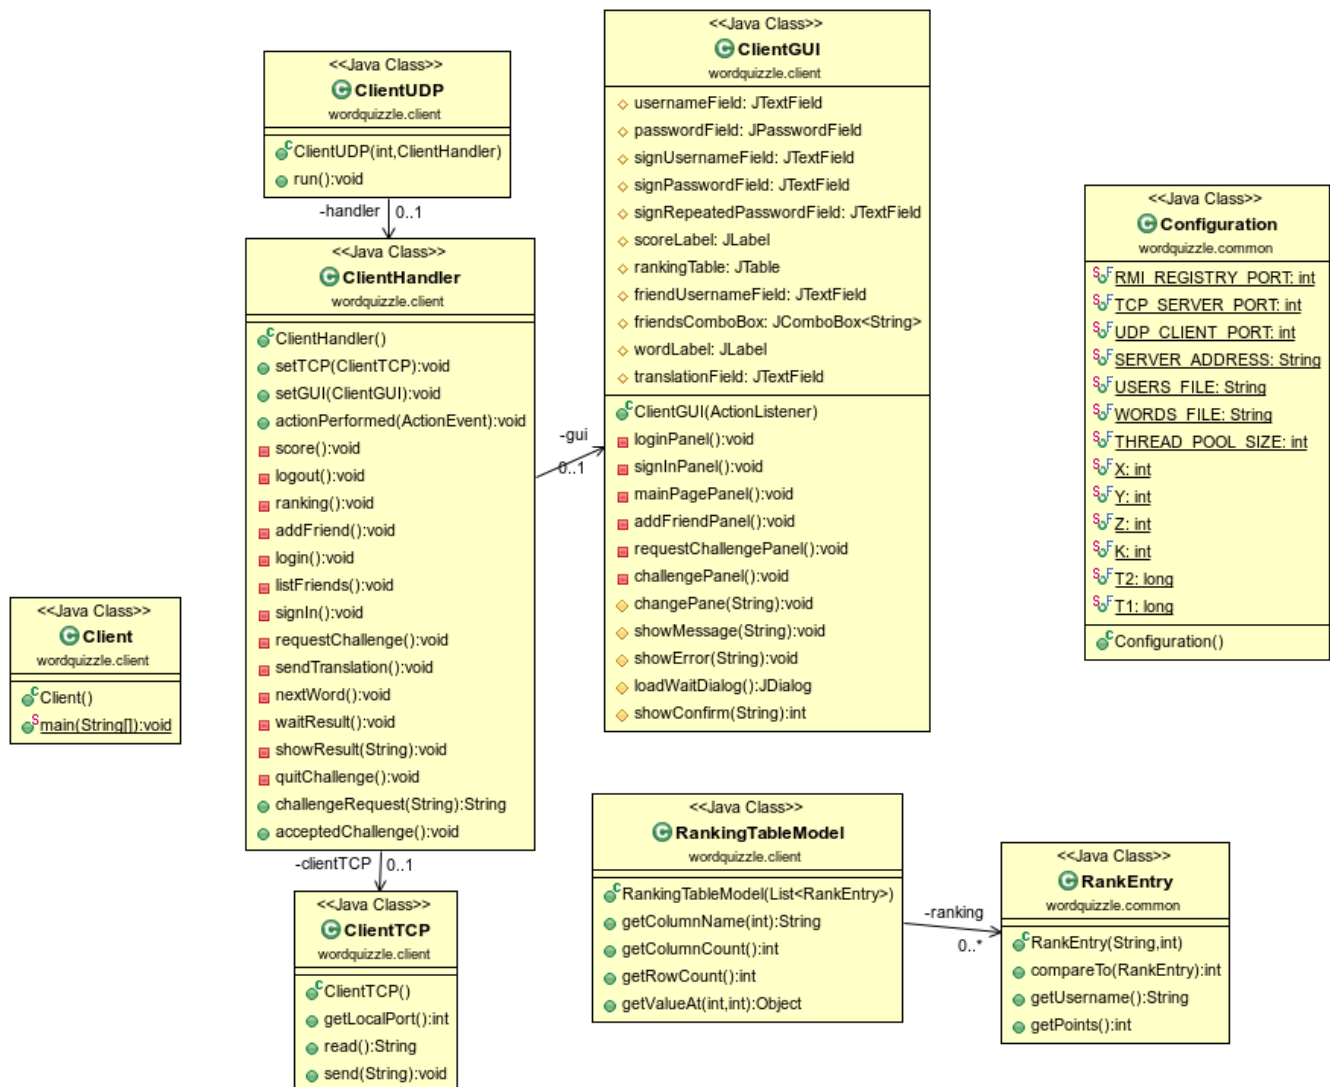 <<Java Class>>
ClientUDP
wordquizzle.client
ClientUDP(int,ClientHandler)
run():void
-handler
0..1
<<Java Class>>
ClientHandler
wordquizzle.client
ClientHandler()
setTCP(ClientTCP):void
setGUI(ClientGUI):void
actionPerformed(ActionEvent):void
score():void
logout():void
ranking():void
addFriend():void
login():void
listFriends():void
signIn():void
requestChallenge():void
sendTranslation():void
nextWord():void
waitResult():void
showResult(String):void
quitChallenge():void
challengeRequest(String):String
acceptedChallenge():void
-gui
0..1
-clientTCP
0..1
<<Java Class>>
ClientTCP
wordquizzle.client
ClientTCP()
getLocalPort():int
read():String
send(String):void
<<Java Class>>
Client
wordquizzle.client
Client()
main(String[]):void
<<Java Class>>
ClientGUI
wordquizzle.client
usernameField: JTextField
passwordField: JPasswordField
signUsernameField: JTextField
signPasswordField: JTextField
signRepeatedPasswordField: JTextField
scoreLabel: JLabel
rankingTable: JTable
friendUsernameField: JTextField
friendsComboBox: JComboBox<String>
wordLabel: JLabel
translationField: JTextField
ClientGUI(ActionListener)
loginPanel():void
signInPanel():void
mainPagePanel():void
addFriendPanel():void
requestChallengePanel():void
challengePanel():void
changePane(String):void
showMessage(String):void
showError(String):void
loadWaitDialog():JDialog
showConfirm(String):int
<<Java Class>>
RankingTableModel
wordquizzle.client
RankingTableModel(List<RankEntry>)
getColumnName(int):String
getColumnCount():int
getRowCount():int
getValueAt(int,int):Object
-ranking
0..*
<<Java Class>>
RankEntry
wordquizzle.common
RankEntry(String,int)
compareTo(RankEntry):int
getUsername():String
getPoints():int
<<Java Class>>
Configuration
wordquizzle.common
RMI_REGISTRY_PORT: int
TCP_SERVER_PORT: int
UDP_CLIENT_PORT: int
SERVER_ADDRESS: String
USERS_FILE: String
WORDS_FILE: String
THREAD_POOL_SIZE: int
X: int
Y: int
Z: int
K: int
T2: long
T1: long
Configuration()